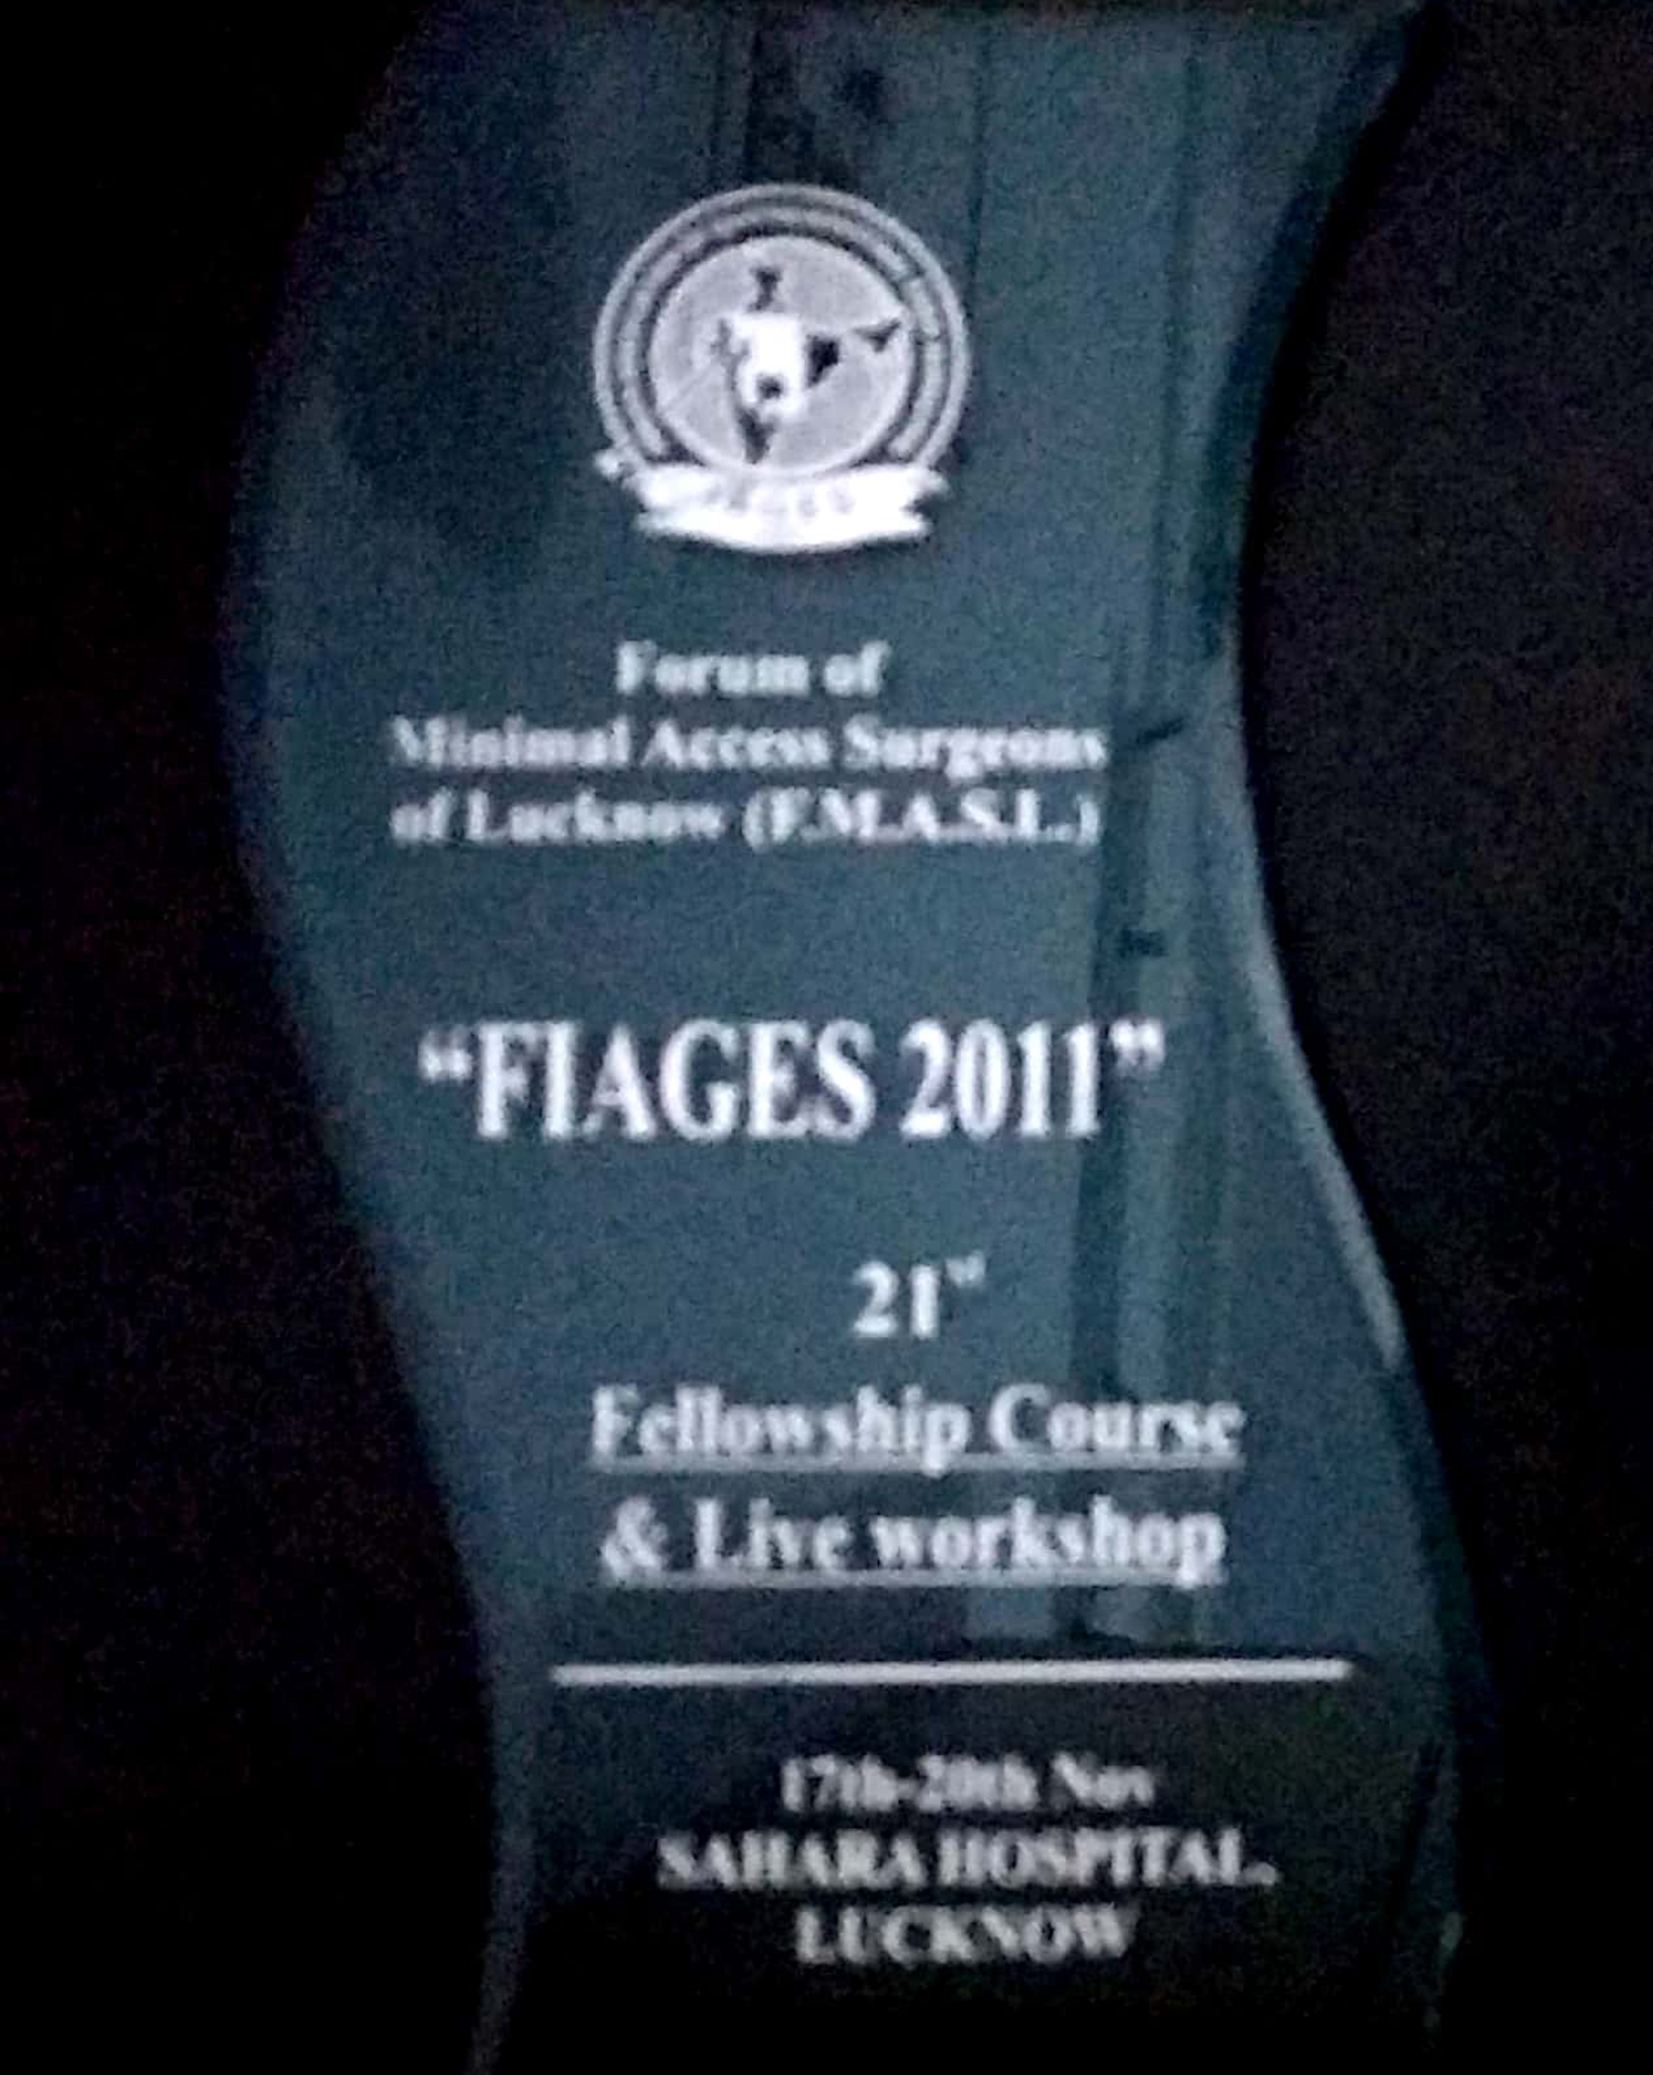 Forum of
Minimal Access Surgeons
of Lucknow (F.M.A.S.L.)
“FIAGES 2011”
21st
Fellowship Course
& Live workshop
17th-20th Nov
SAHARA HOSPITAL,
LUCKNOW